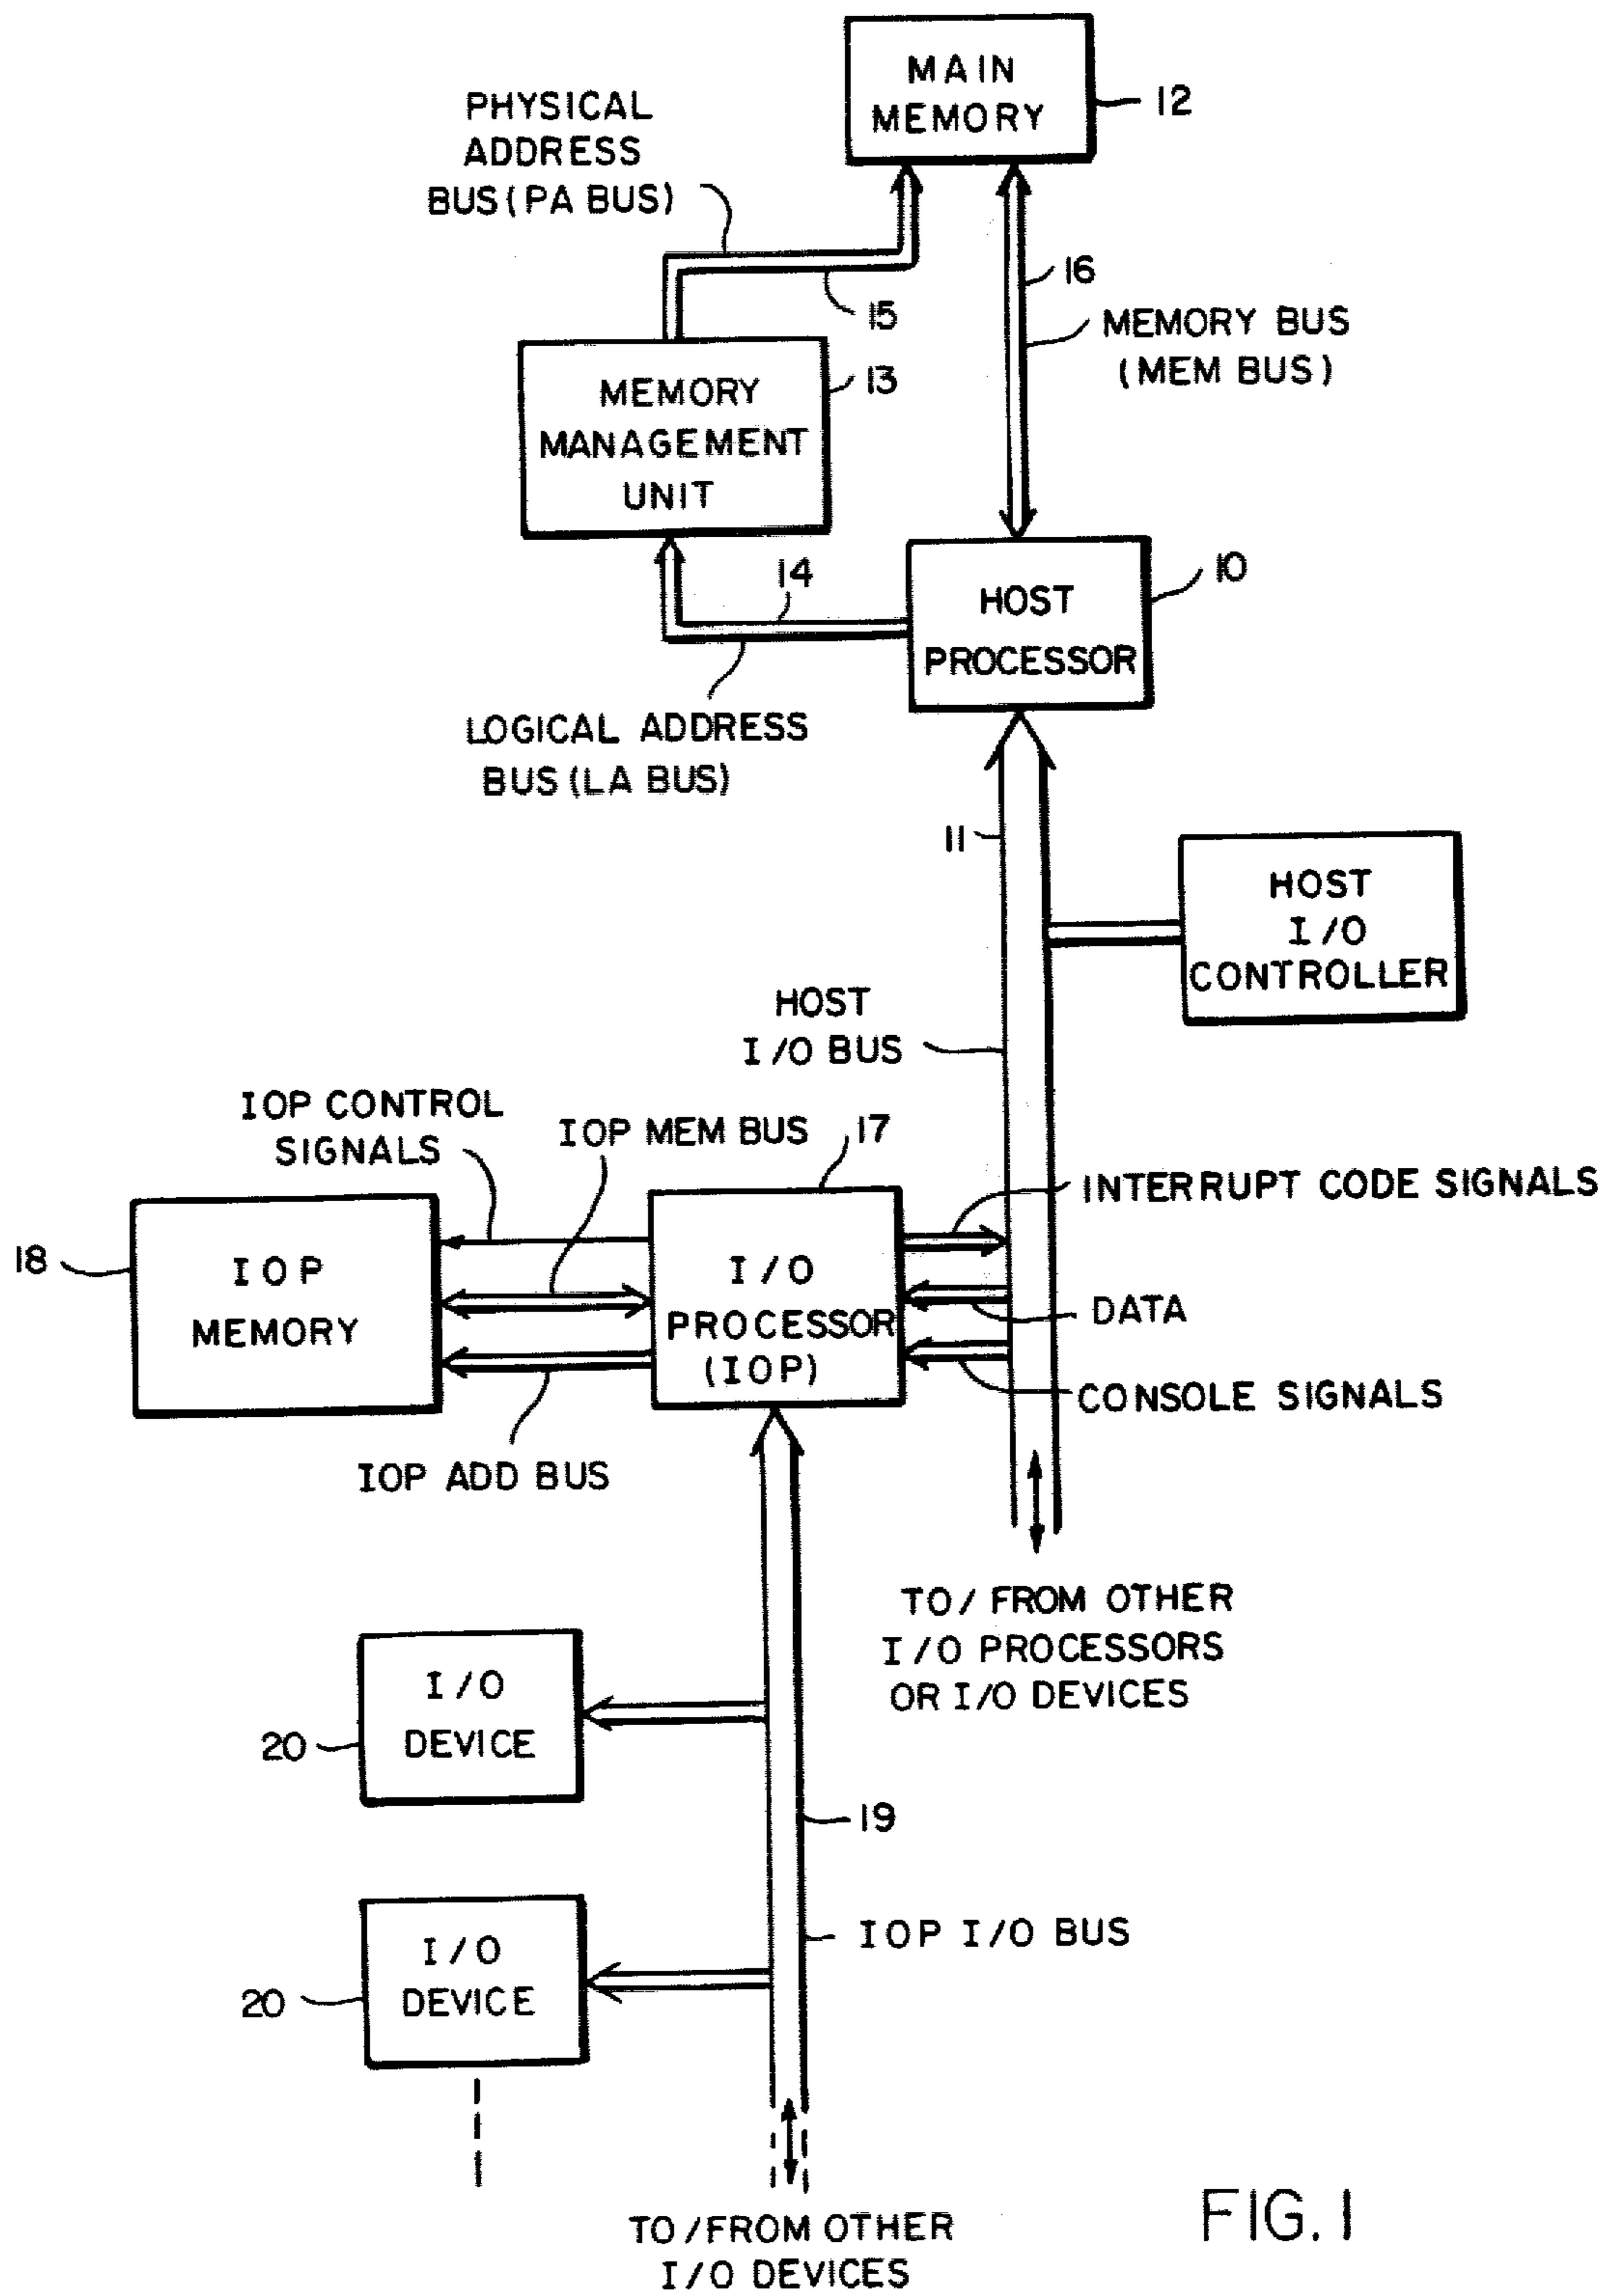 MAIN
MEMORY
12
PHYSICAL
ADDRESS
BUS (PA BUS)
15
16
MEMORY BUS
(MEM BUS)
MEMORY
MANAGEMENT
UNIT
13
14
HOST
PROCESSOR
10
LOGICAL ADDRESS
BUS (LA BUS)
11
HOST
I/O
CONTROLLER
HOST
I/O BUS
IOP CONTROL
SIGNALS
IOP MEM BUS
17
INTERRUPT CODE SIGNALS
18
IOP
MEMORY
I/O
PROCESSOR
(IOP)
DATA
CONSOLE SIGNALS
IOP ADD BUS
TO/FROM OTHER
I/O PROCESSORS
OR I/O DEVICES
I/O
DEVICE
20
19
I/O
DEVICE
20
IOP I/O BUS
TO/FROM OTHER
I/O DEVICES
FIG. 1